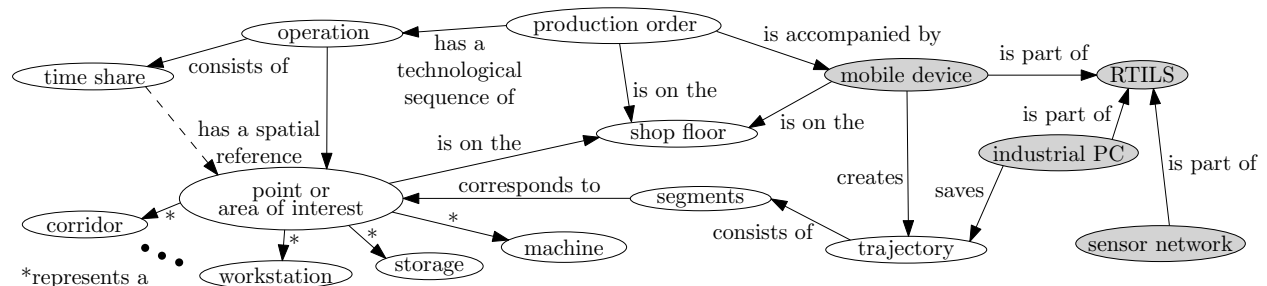 production order
operation
is accompanied by
has a
technological
sequence of
is part of
consists of
time share
mobile device
RTILS
is on the
is part of
is on the
has a spatial
reference
shop floor
is on the
industrial PC
is part of
creates
saves
point or
area of interest
corresponds to
segments
*
corridor
*
*
*
consists of
machine
trajectory
sensor network
storage
workstation
*represents a